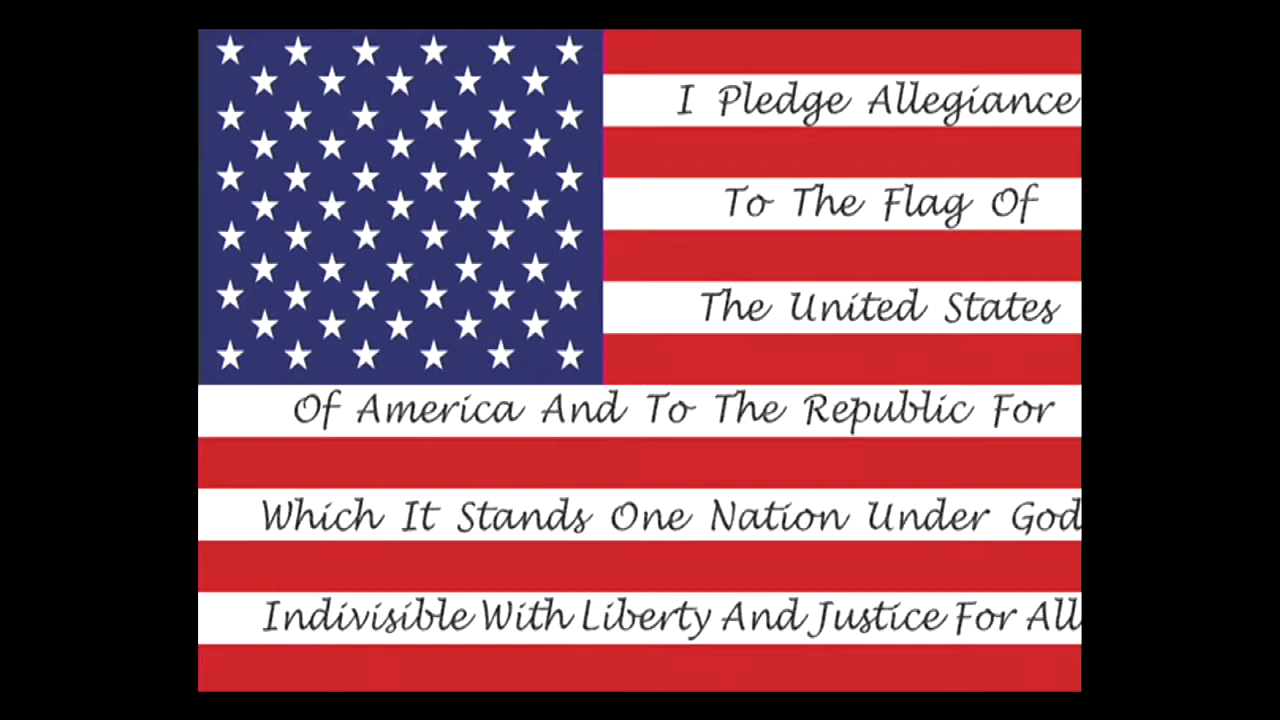 I Pledge Allegiance
To The Flag Of
The United States
Of America And To The Republic For
Which It Stands One Nation Under God
Indivisible With Liberty And Justice For All